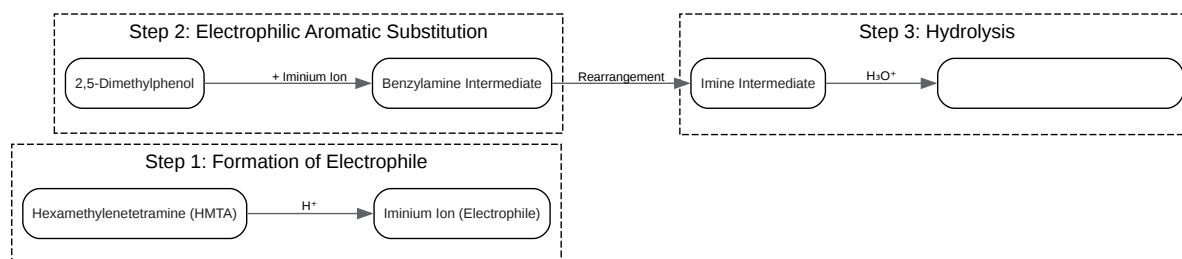 Step 2: Electrophilic Aromatic Substitution
2,5-Dimethylphenol
+ Iminium Ion
Benzylamine Intermediate
Rearrangement
Step 3: Hydrolysis
Imine Intermediate
H₃O⁺
Step 1: Formation of Electrophile
Hexamethylenetetramine (HMTA)
H⁺
Iminium Ion (Electrophile)